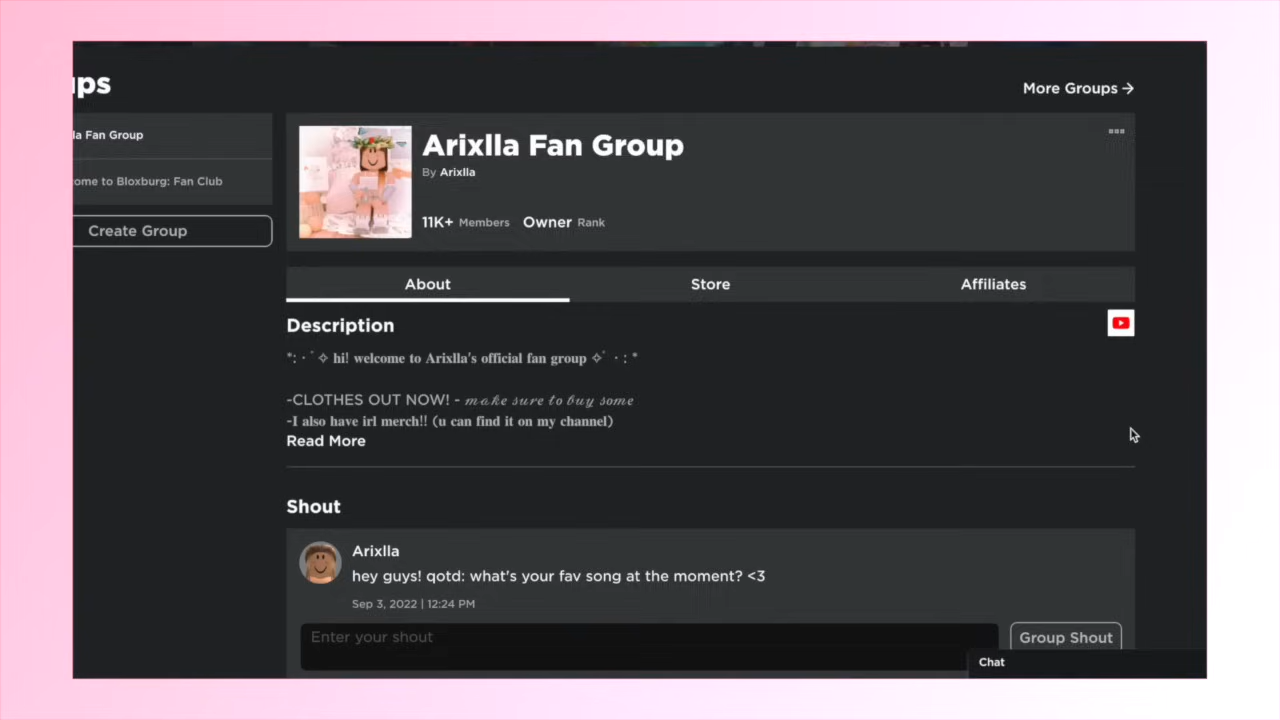 ups
More Groups →
la Fan Group
ome to Bloxburg: Fan Club
Create Group
Arixlla Fan Group
By Arixlla
11K+ Members Owner Rank
About Store Affiliates
Description
*: · ˚ ✧ hi! welcome to Arixlla's official fan group ✧˚ · : *
-CLOTHES OUT NOW! - 𝓂𝒶𝓀𝑒 𝓈𝓊𝓇𝑒 𝓉𝑜 𝒷𝓊𝓎 𝓈𝑜𝓂𝑒
-I also have irl merch!! (u can find it on my channel)
Read More
Shout
Arixlla
hey guys! qotd: what's your fav song at the moment? <3
Sep 3, 2022 | 12:24 PM
Enter your shout
Group Shout
Chat